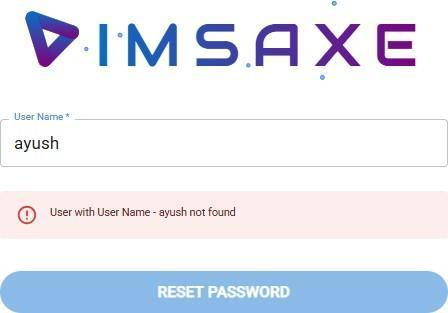 IMSAXE
User Name *
ayush
User with User Name - ayush not found
RESET PASSWORD